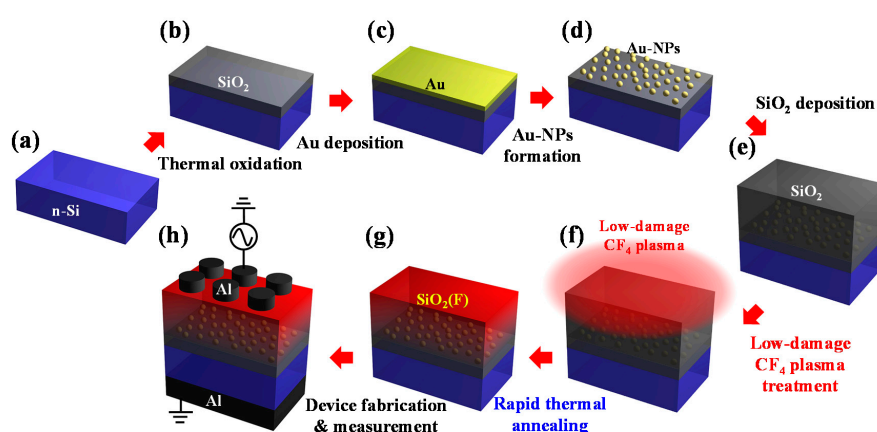 (a)
n-Si
Thermal oxidation
(b)
SiO₂
Au deposition
(c)
Au
Au-NPs
formation
(d)
Au-NPs
SiO₂ deposition
(e)
SiO₂
Low-damage
CF₄ plasma
treatment
(f)
Low-damage
CF₄ plasma
Rapid thermal
annealing
(g)
SiO₂(F)
Device fabrication
& measurement
(h)
Al
Al